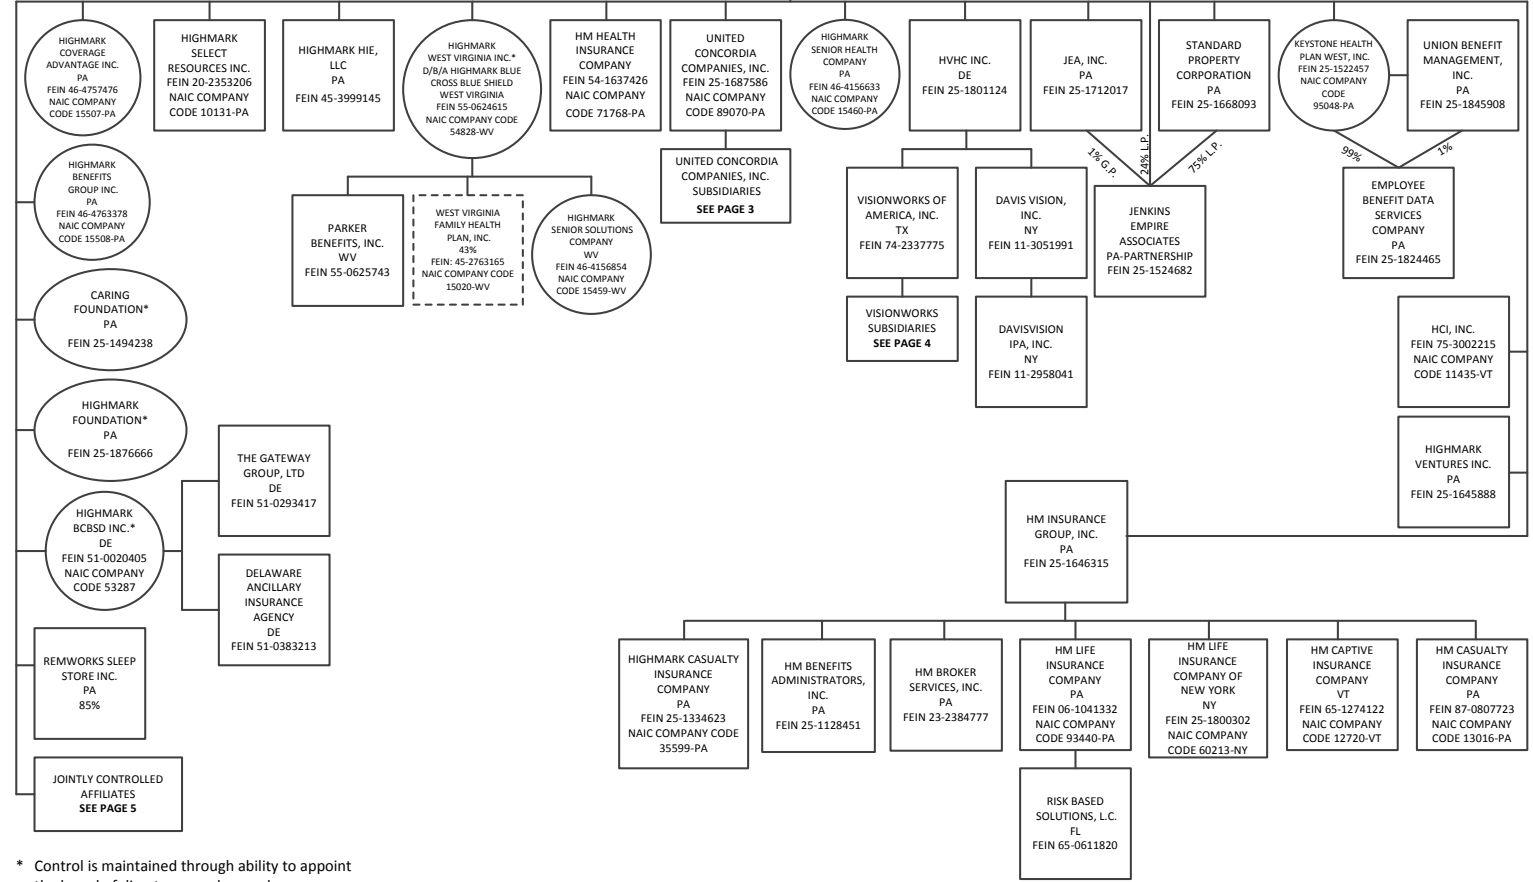 HIGHMARK
COVERAGE
ADVANTAGE INC.
PA
FEIN 46-4757476
NAIC COMPANY
CODE 15507-PA
HIGHMARK
SELECT
RESOURCES INC.
FEIN 20-2353206
NAIC COMPANY
CODE 10131-PA
HIGHMARK HIE,
LLC
PA
FEIN 45-3999145
HIGHMARK
WEST VIRGINIA INC.*
D/B/A HIGHMARK BLUE
CROSS BLUE SHIELD
WEST VIRGINIA
FEIN 55-0624615
NAIC COMPANY CODE
54828-WV
HM HEALTH
INSURANCE
COMPANY
FEIN 54-1637426
NAIC COMPANY
CODE 71768-PA
UNITED
CONCORDIA
COMPANIES, INC.
FEIN 25-1687586
NAIC COMPANY
CODE 89070-PA
HIGHMARK
SENIOR HEALTH
COMPANY
PA
FEIN 46-4156633
NAIC COMPANY
CODE 15460-PA
HVHC INC.
DE
FEIN 25-1801124
JEA, INC.
PA
FEIN 25-1712017
STANDARD
PROPERTY
CORPORATION
PA
FEIN 25-1668093
KEYSTONE HEALTH
PLAN WEST, INC.
FEIN 25-1522457
NAIC COMPANY
CODE
95048-PA
UNION BENEFIT
MANAGEMENT,
INC.
PA
FEIN 25-1845908
1% G.P.
24% L.P.
75% L.P.
99%
1%
HIGHMARK
BENEFITS
GROUP INC.
PA
FEIN 46-4763378
NAIC COMPANY
CODE 15508-PA
PARKER
BENEFITS, INC.
WV
FEIN 55-0625743
WEST VIRGINIA
FAMILY HEALTH
PLAN, INC.
43%
FEIN: 45-2763165
NAIC COMPANY CODE
15020-WV
HIGHMARK
SENIOR SOLUTIONS
COMPANY
WV
FEIN 46-4156854
NAIC COMPANY
CODE 15459-WV
UNITED CONCORDIA
COMPANIES, INC.
SUBSIDIARIES
SEE PAGE 3
VISIONWORKS OF
AMERICA, INC.
TX
FEIN 74-2337775
DAVIS VISION,
INC.
NY
FEIN 11-3051991
JENKINS
EMPIRE
ASSOCIATES
PA-PARTNERSHIP
FEIN 25-1524682
EMPLOYEE
BENEFIT DATA
SERVICES
COMPANY
PA
FEIN 25-1824465
CARING
FOUNDATION*
PA
FEIN 25-1494238
VISIONWORKS
SUBSIDIARIES
SEE PAGE 4
DAVISVISION
IPA, INC.
NY
FEIN 11-2958041
HCI, INC.
FEIN 75-3002215
NAIC COMPANY
CODE 11435-VT
HIGHMARK
FOUNDATION*
PA
FEIN 25-1876666
THE GATEWAY
GROUP, LTD
DE
FEIN 51-0293417
HIGHMARK
VENTURES INC.
PA
FEIN 25-1645888
HIGHMARK
BCBSD INC.*
DE
FEIN 51-0020405
NAIC COMPANY
CODE 53287
HM INSURANCE
GROUP, INC.
PA
FEIN 25-1646315
DELAWARE
ANCILLARY
INSURANCE
AGENCY
DE
FEIN 51-0383213
REMWORKS SLEEP
STORE INC.
PA
85%
HIGHMARK CASUALTY
INSURANCE
COMPANY
PA
FEIN 25-1334623
NAIC COMPANY CODE
35599-PA
HM BENEFITS
ADMINISTRATORS,
INC.
PA
FEIN 25-1128451
HM BROKER
SERVICES, INC.
PA
FEIN 23-2384777
HM LIFE
INSURANCE
COMPANY
PA
FEIN 06-1041332
NAIC COMPANY
CODE 93440-PA
HM LIFE
INSURANCE
COMPANY OF
NEW YORK
NY
FEIN 25-1800302
NAIC COMPANY
CODE 60213-NY
HM CAPTIVE
INSURANCE
COMPANY
VT
FEIN 65-1274122
NAIC COMPANY
CODE 12720-VT
HM CASUALTY
INSURANCE
COMPANY
PA
FEIN 87-0807723
NAIC COMPANY
CODE 13016-PA
JOINTLY CONTROLLED
AFFILIATES
SEE PAGE 5
RISK BASED
SOLUTIONS, L.C.
FL
FEIN 65-0611820
* Control is maintained through ability to appoint